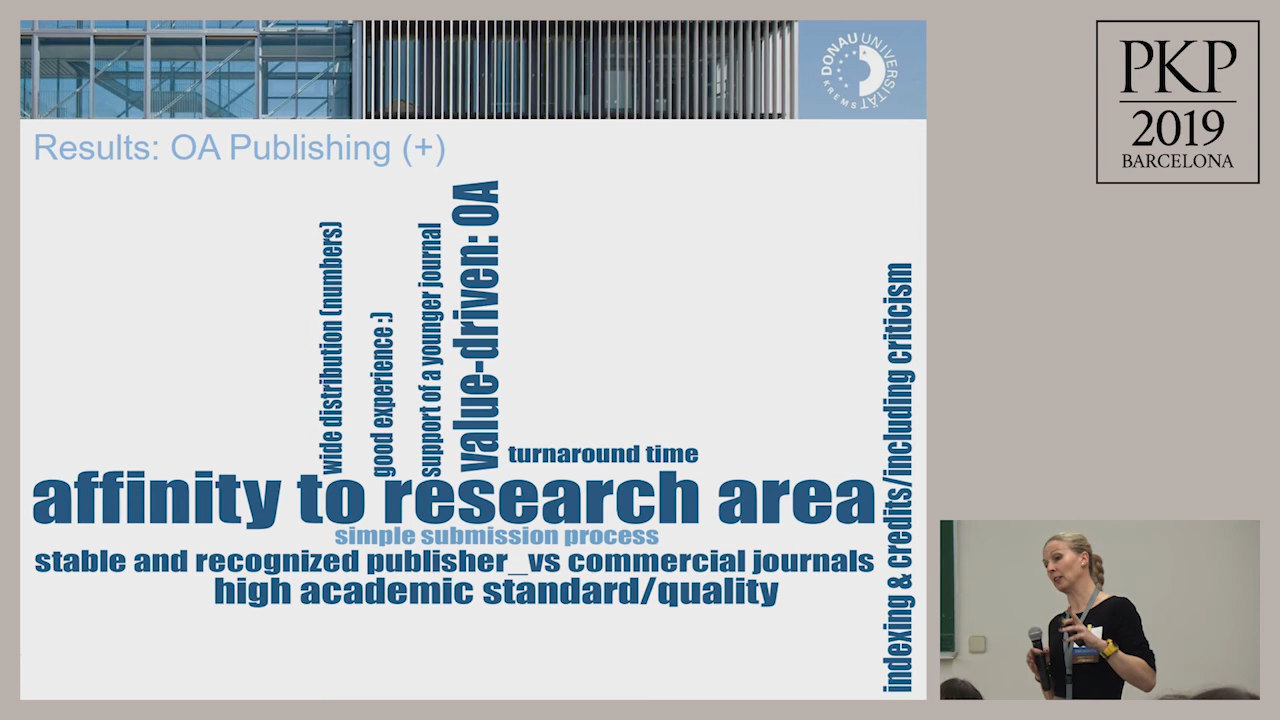 DONAU UNIVERSITÄT
KREMS
PKP
2019
BARCELONA
Results: OA Publishing (+)
wide distribution (numbers)
good experience :)
support of a younger journal
value-driven: OA
turnaround time
affinity to research area
simple submission process
stable and recognized publisher_vs commercial journals
high academic standard/quality
indexing & credits/including criticism